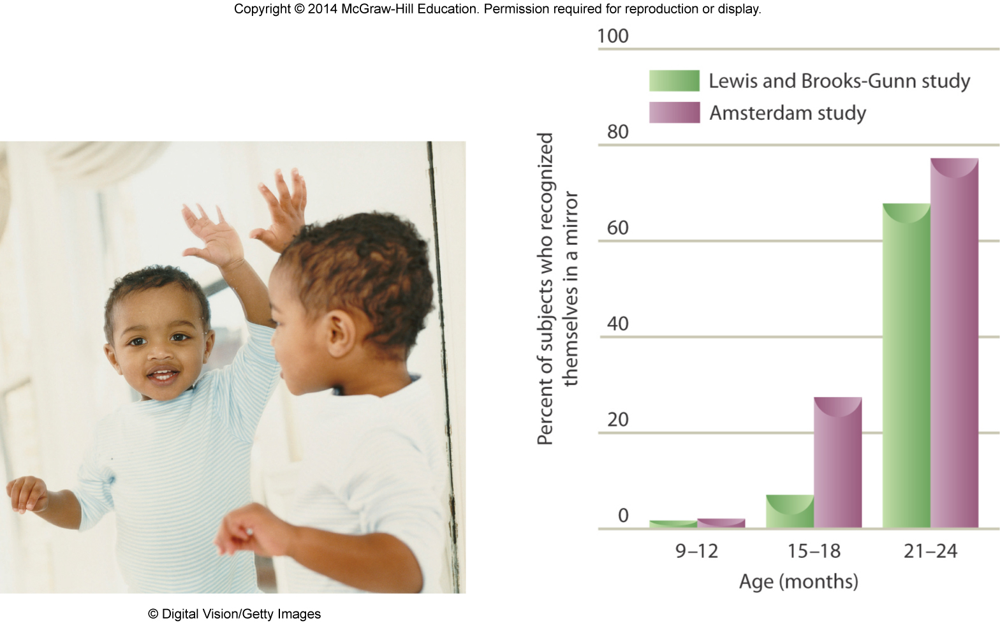 Copyright © 2014 McGraw-Hill Education. Permission required for reproduction or display.
100
Lewis and Brooks-Gunn study
Amsterdam study
80
60
40
20
0
Percent of subjects who recognized
themselves in a mirror
9–12
15–18
21–24
Age (months)
© Digital Vision/Getty Images